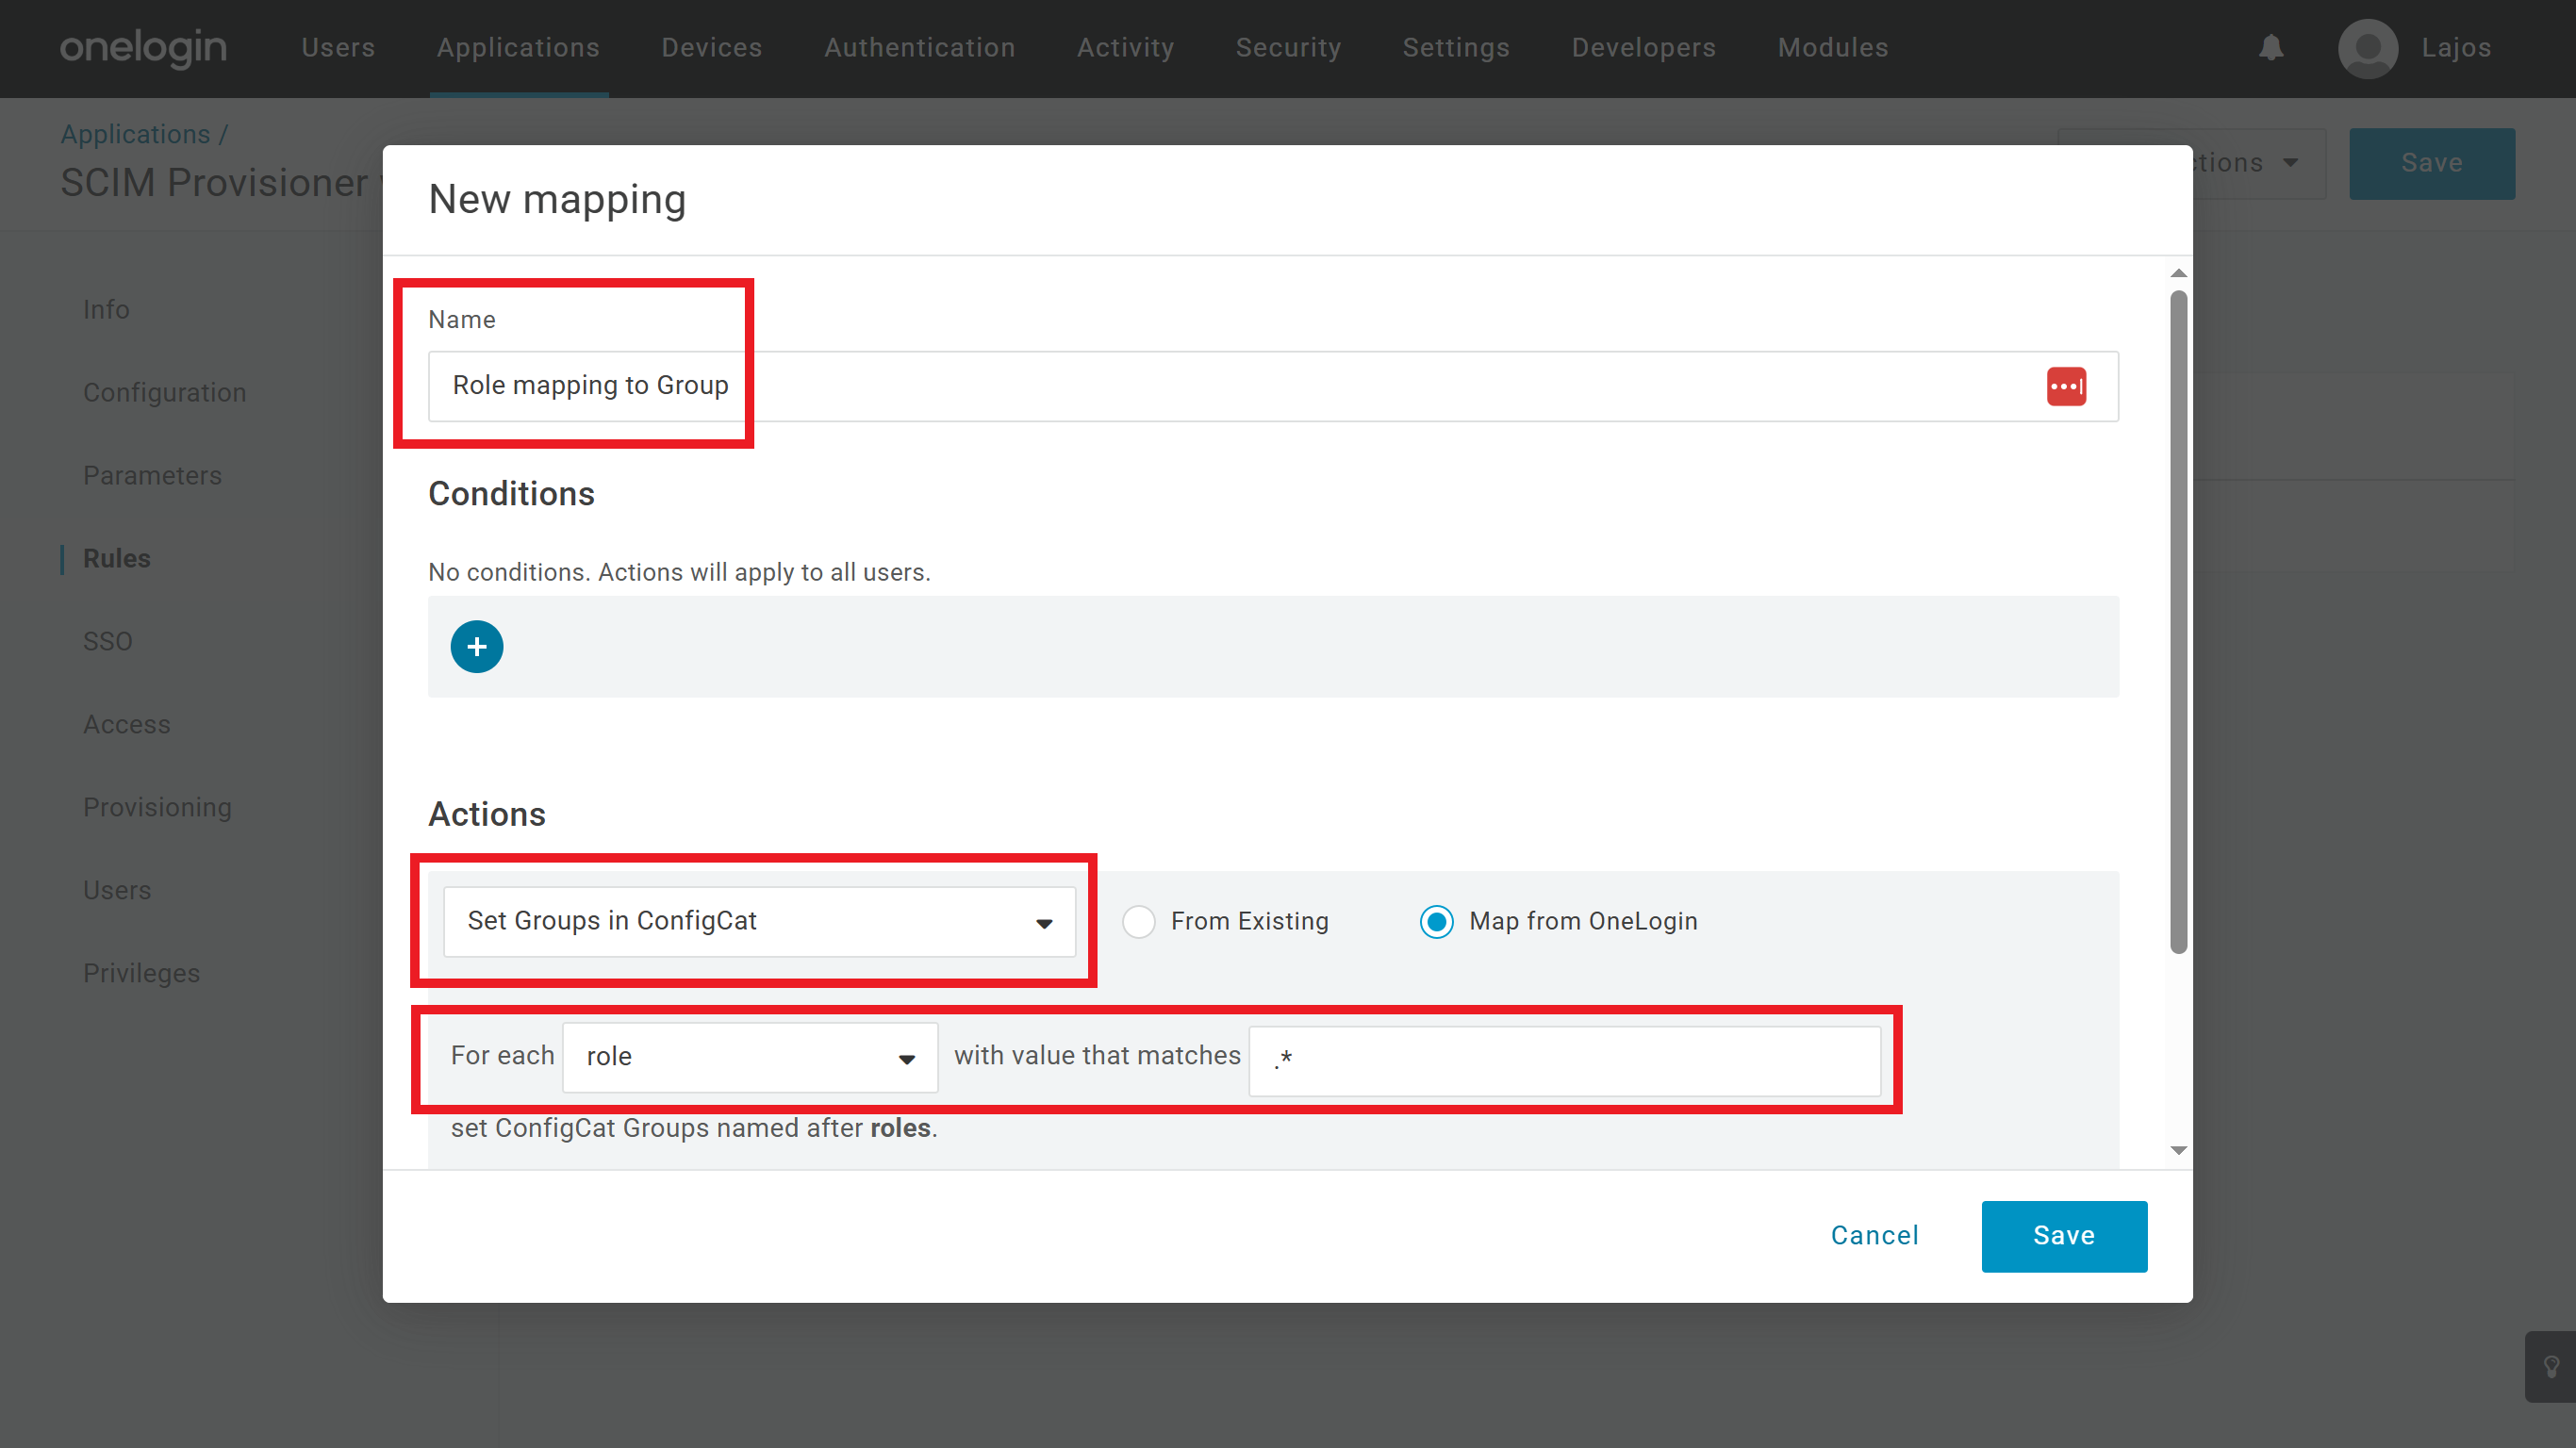 onelogin Users Applications Devices Authentication Activity Security Settings Developers Modules Lajos
Applications /
SCIM Provisioner
Save
New mapping
Info
Configuration
Parameters
Rules
SSO
Access
Provisioning
Users
Privileges
Name
Role mapping to Group
Conditions
No conditions. Actions will apply to all users.
+
Actions
Set Groups in ConfigCat From Existing Map from OneLogin
For each role with value that matches .*
set ConfigCat Groups named after roles.
Cancel Save